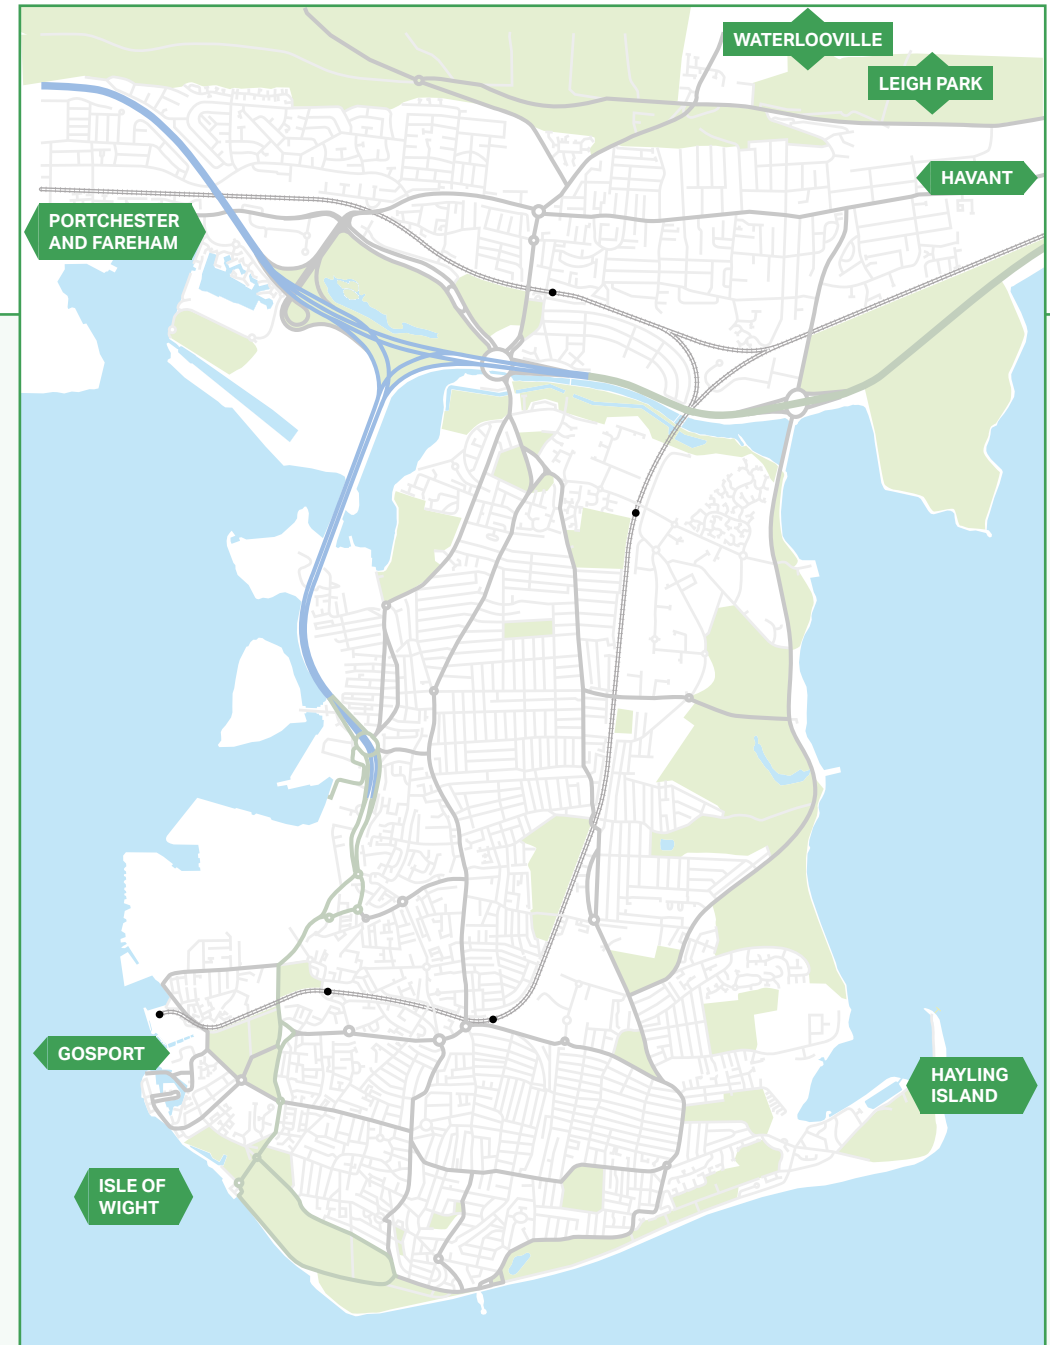 WATERLOOVILLE
LEIGH PARK
HAVANT
PORTCHESTER
AND FAREHAM
GOSPORT
HAYLING
ISLAND
ISLE OF
WIGHT